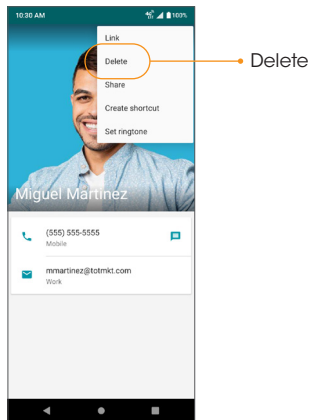 10:30 AM 100%
Link
Delete
Delete
Share
Create shortcut
Set ringtone
Miguel Martinez
(555) 555-5555
Mobile
mmartinez@totmkt.com
Work